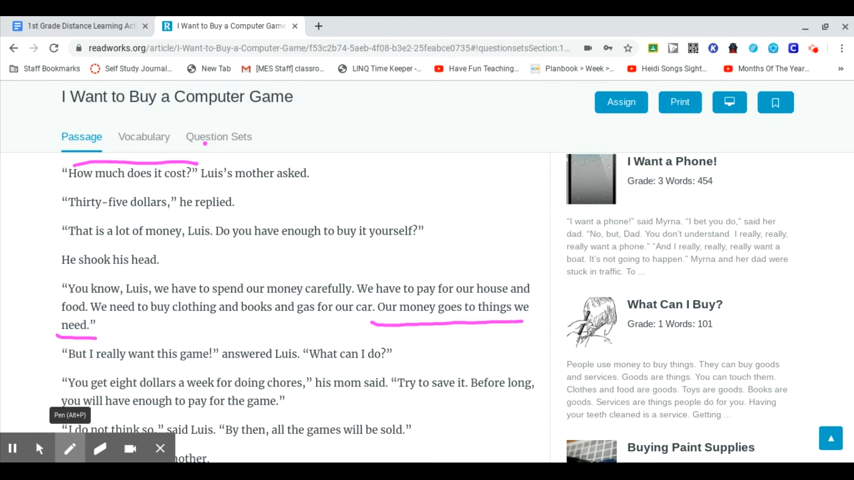 1st Grade Distance Learning Act
I Want to Buy a Computer Game
readworks.org/article/I-Want-to-Buy-a-Computer-Game/f53c2b74-5aeb-4f08-b3e2-25feabce0735#!questionsetsSection:1...
Staff Bookmarks Self Study Journal... New Tab [MES Staff] classro... LINQ Time Keeper -... Have Fun Teaching... Planbook > Week >... Heidi Songs Sight... Months Of The Year...
I Want to Buy a Computer Game
Assign Print
Passage Vocabulary Question Sets
“How much does it cost?” Luis’s mother asked.
“Thirty-five dollars,” he replied.
“That is a lot of money, Luis. Do you have enough to buy it yourself?”
He shook his head.
“You know, Luis, we have to spend our money carefully. We have to pay for our house and
food. We need to buy clothing and books and gas for our car. Our money goes to things we
need.”
“But I really want this game!” answered Luis. “What can I do?”
“You get eight dollars a week for doing chores,” his mom said. “Try to save it. Before long,
you will have enough to pay for the game.”
Pen (Alt+P)
“I do not think so,” said Luis. “By then, all the games will be sold.”
mother.
I Want a Phone!
Grade: 3 Words: 454
“I want a phone!” said Myrna. “I bet you do,” said her
dad. “No, but, Dad. You don’t understand. I really, really,
really want a phone.” “And I really, really, really want a
boat. It’s not going to happen.” Myrna and her dad were
stuck in traffic. To ...
What Can I Buy?
Grade: 1 Words: 101
People use money to buy things. They can buy goods
and services. Goods are things. You can touch them.
Clothes and food are goods. Toys are goods. Books are
goods. Services are things people do for you. Having
your teeth cleaned is a service. Getting ...
Buying Paint Supplies